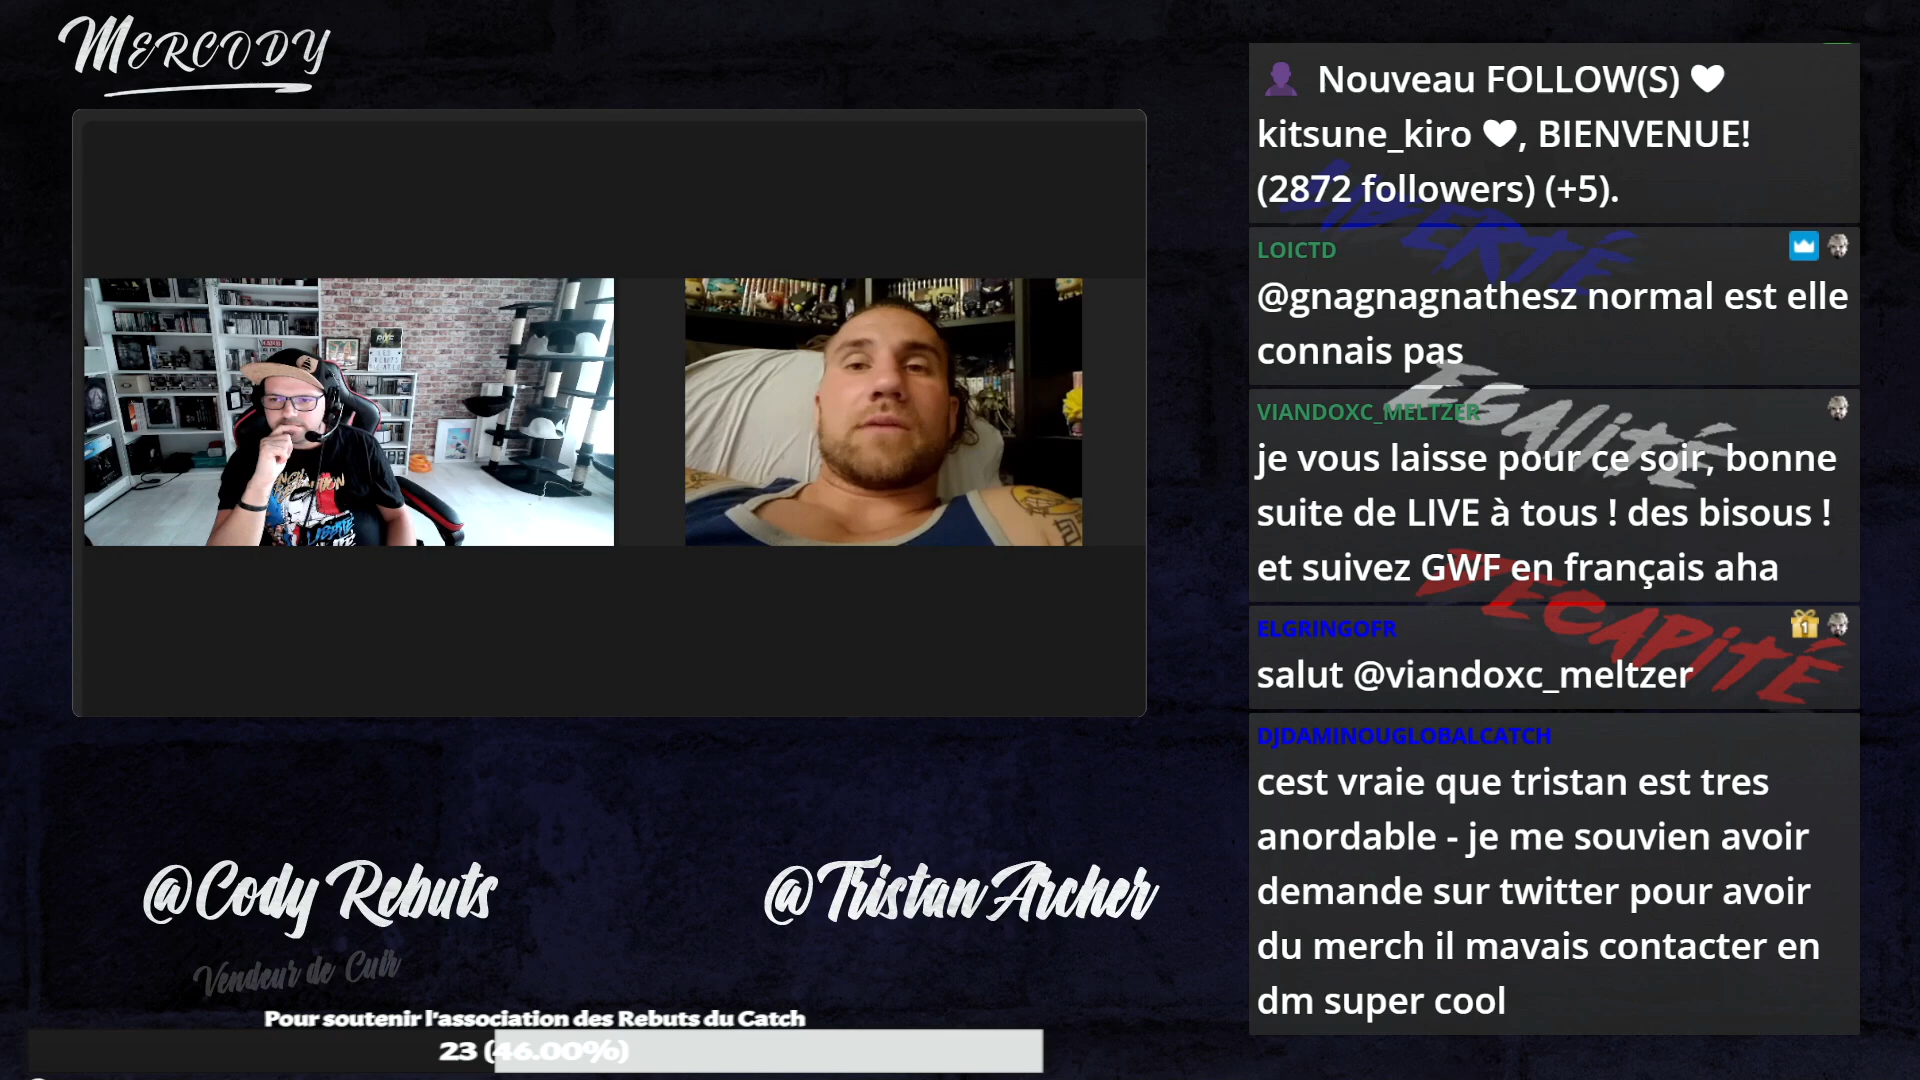 MERCODY
@Cody Rebuts
Vendeur de Cuir
@Tristan Archer
Pour soutenir l'association des Rebuts du Catch
23 (46.00%)
Nouveau FOLLOW(S)
kitsune_kiro , BIENVENUE!
(2872 followers) (+5).
LOICTD
@gnagnagnathesz normal est elle
connais pas
VIANDOXC_MELTZER
je vous laisse pour ce soir, bonne
suite de LIVE à tous ! des bisous !
et suivez GWF en français aha
ELGRINGOFR
1
salut @viandoxc_meltzer
DJDAMINOUGLOBALCATCH
cest vraie que tristan est tres
anordable - je me souvien avoir
demande sur twitter pour avoir
du merch il mavais contacter en
dm super cool
LIBERTÉ
EGALITÉ
DECAPITÉ